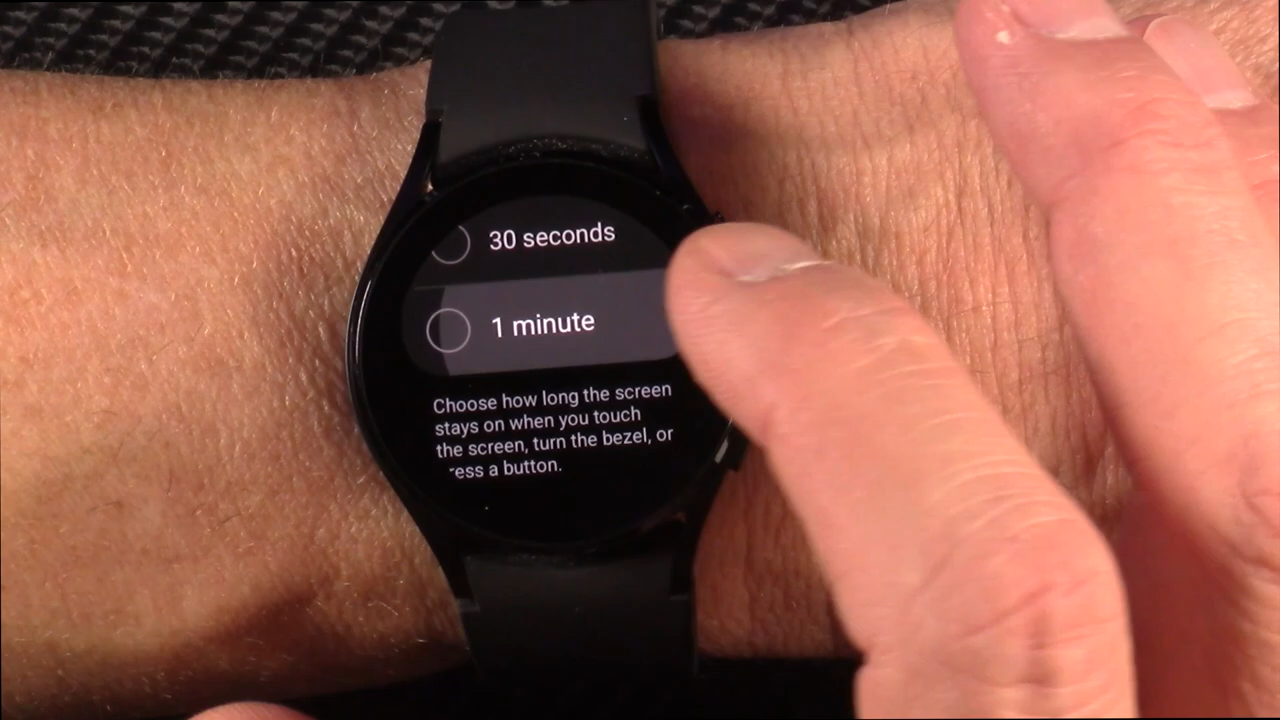 30 seconds
1 minute
Choose how long the screen
stays on when you touch
the screen, turn the bezel, or
ress a button.